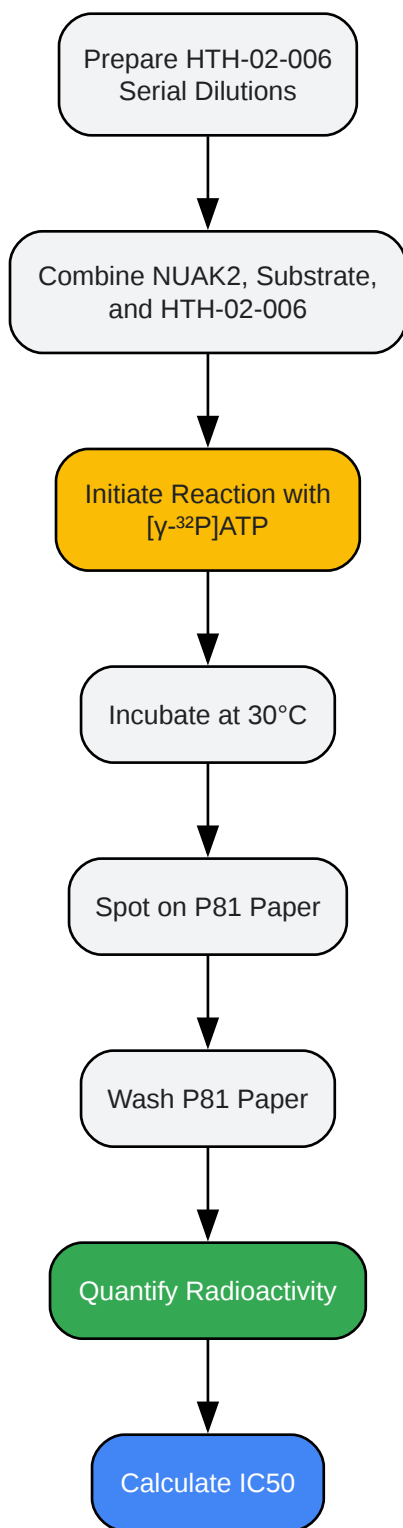 Prepare HTH-02-006
Serial Dilutions
Combine NUAK2, Substrate,
and HTH-02-006
Initiate Reaction with
[γ-³²P]ATP
Incubate at 30°C
Spot on P81 Paper
Wash P81 Paper
Quantify Radioactivity
Calculate IC50